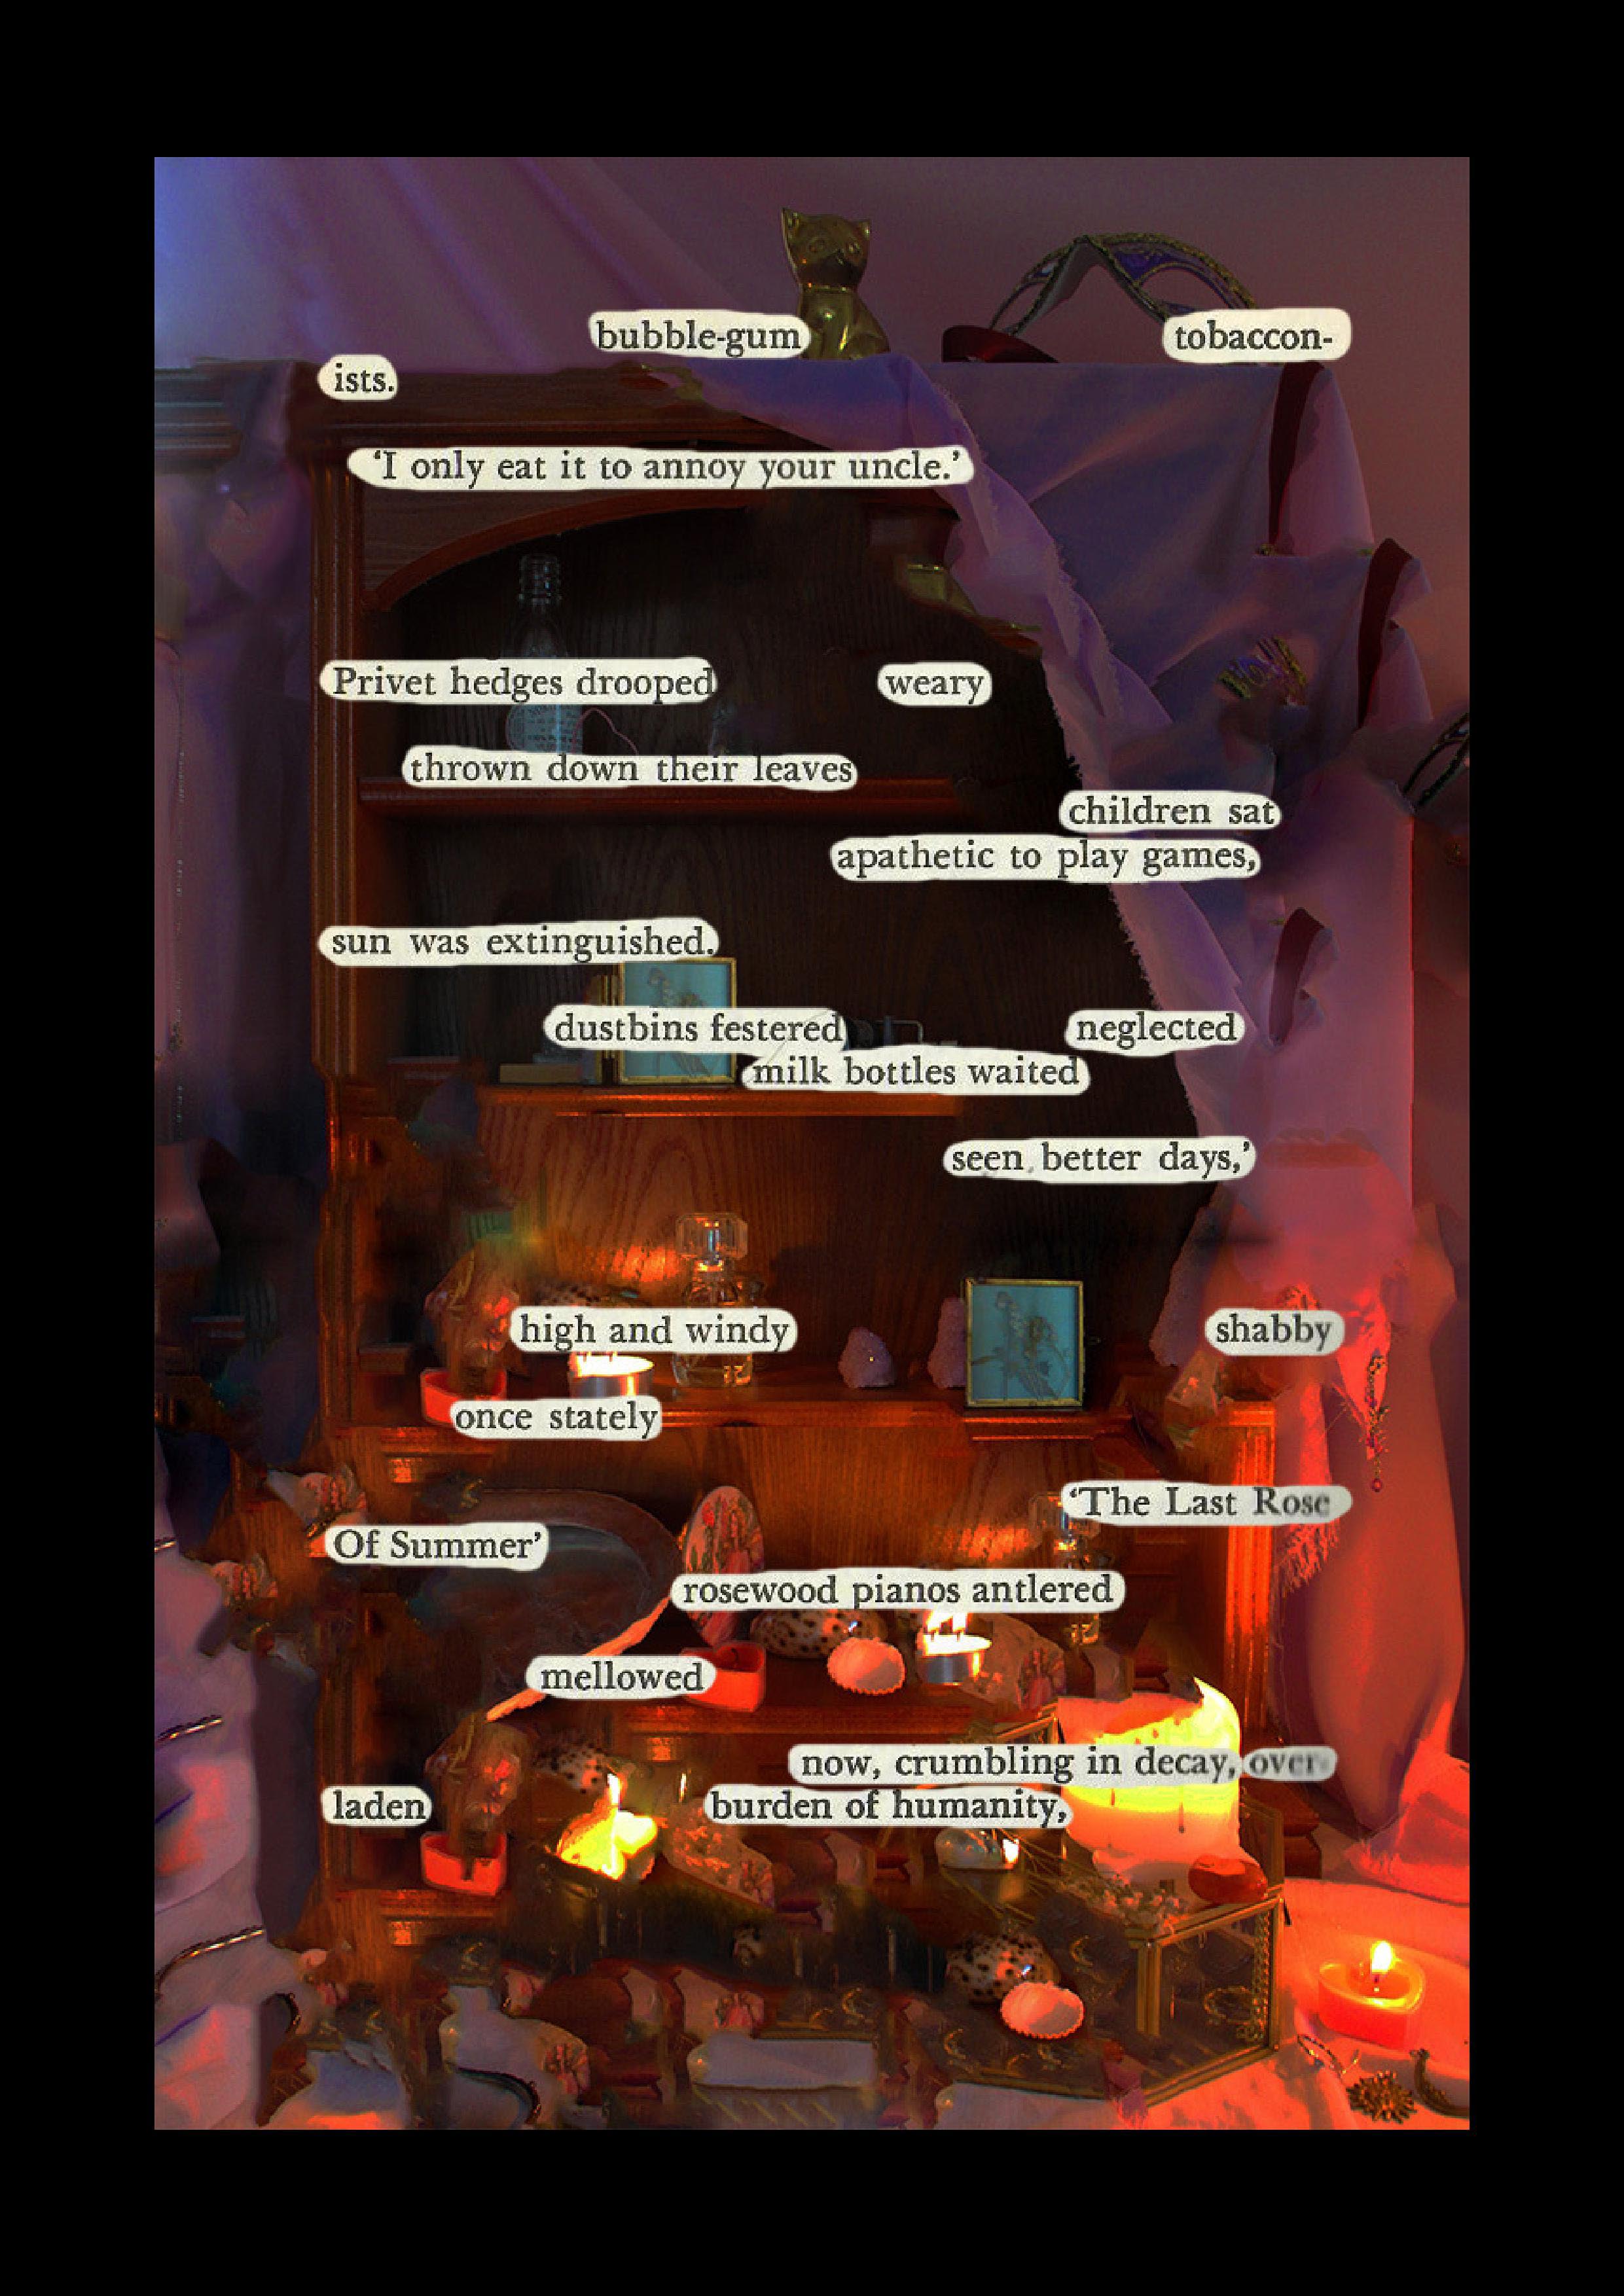 bubble-gum tobaccon-
ists.
‘I only eat it to annoy your uncle.’
Privet hedges drooped weary
thrown down their leaves
children sat
apathetic to play games,
sun was extinguished.
dustbins festered neglected
milk bottles waited
seen better days,’
high and windy shabby
once stately
‘The Last Rose
Of Summer’
rosewood pianos antlered
mellowed
now, crumbling in decay, over
laden burden of humanity,